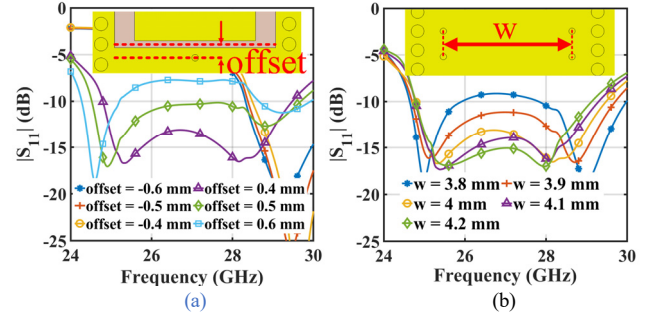 0
-5
-10
-15
-20
-25
|S11| (dB)
offset
offset = -0.6 mm
offset = -0.5 mm
offset = -0.4 mm
offset = 0.4 mm
offset = 0.5 mm
offset = 0.6 mm
24 26 28 30
Frequency (GHz)
(a)
0
-5
-10
-15
-20
-25
|S11| (dB)
w
w = 3.8 mm
w = 3.9 mm
w = 4 mm
w = 4.1 mm
w = 4.2 mm
24 26 28 30
Frequency (GHz)
(b)